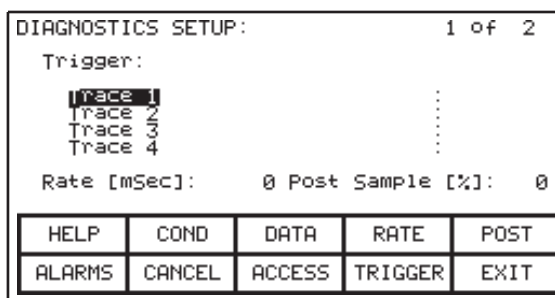 DIAGNOSTICS SETUP: 1 of 2
Trigger:
Trace 1 :
Trace 2 :
Trace 3 :
Trace 4 :
Rate [mSec]: 0 Post Sample [%]: 0
HELP COND DATA RATE POST
ALARMS CANCEL ACCESS TRIGGER EXIT